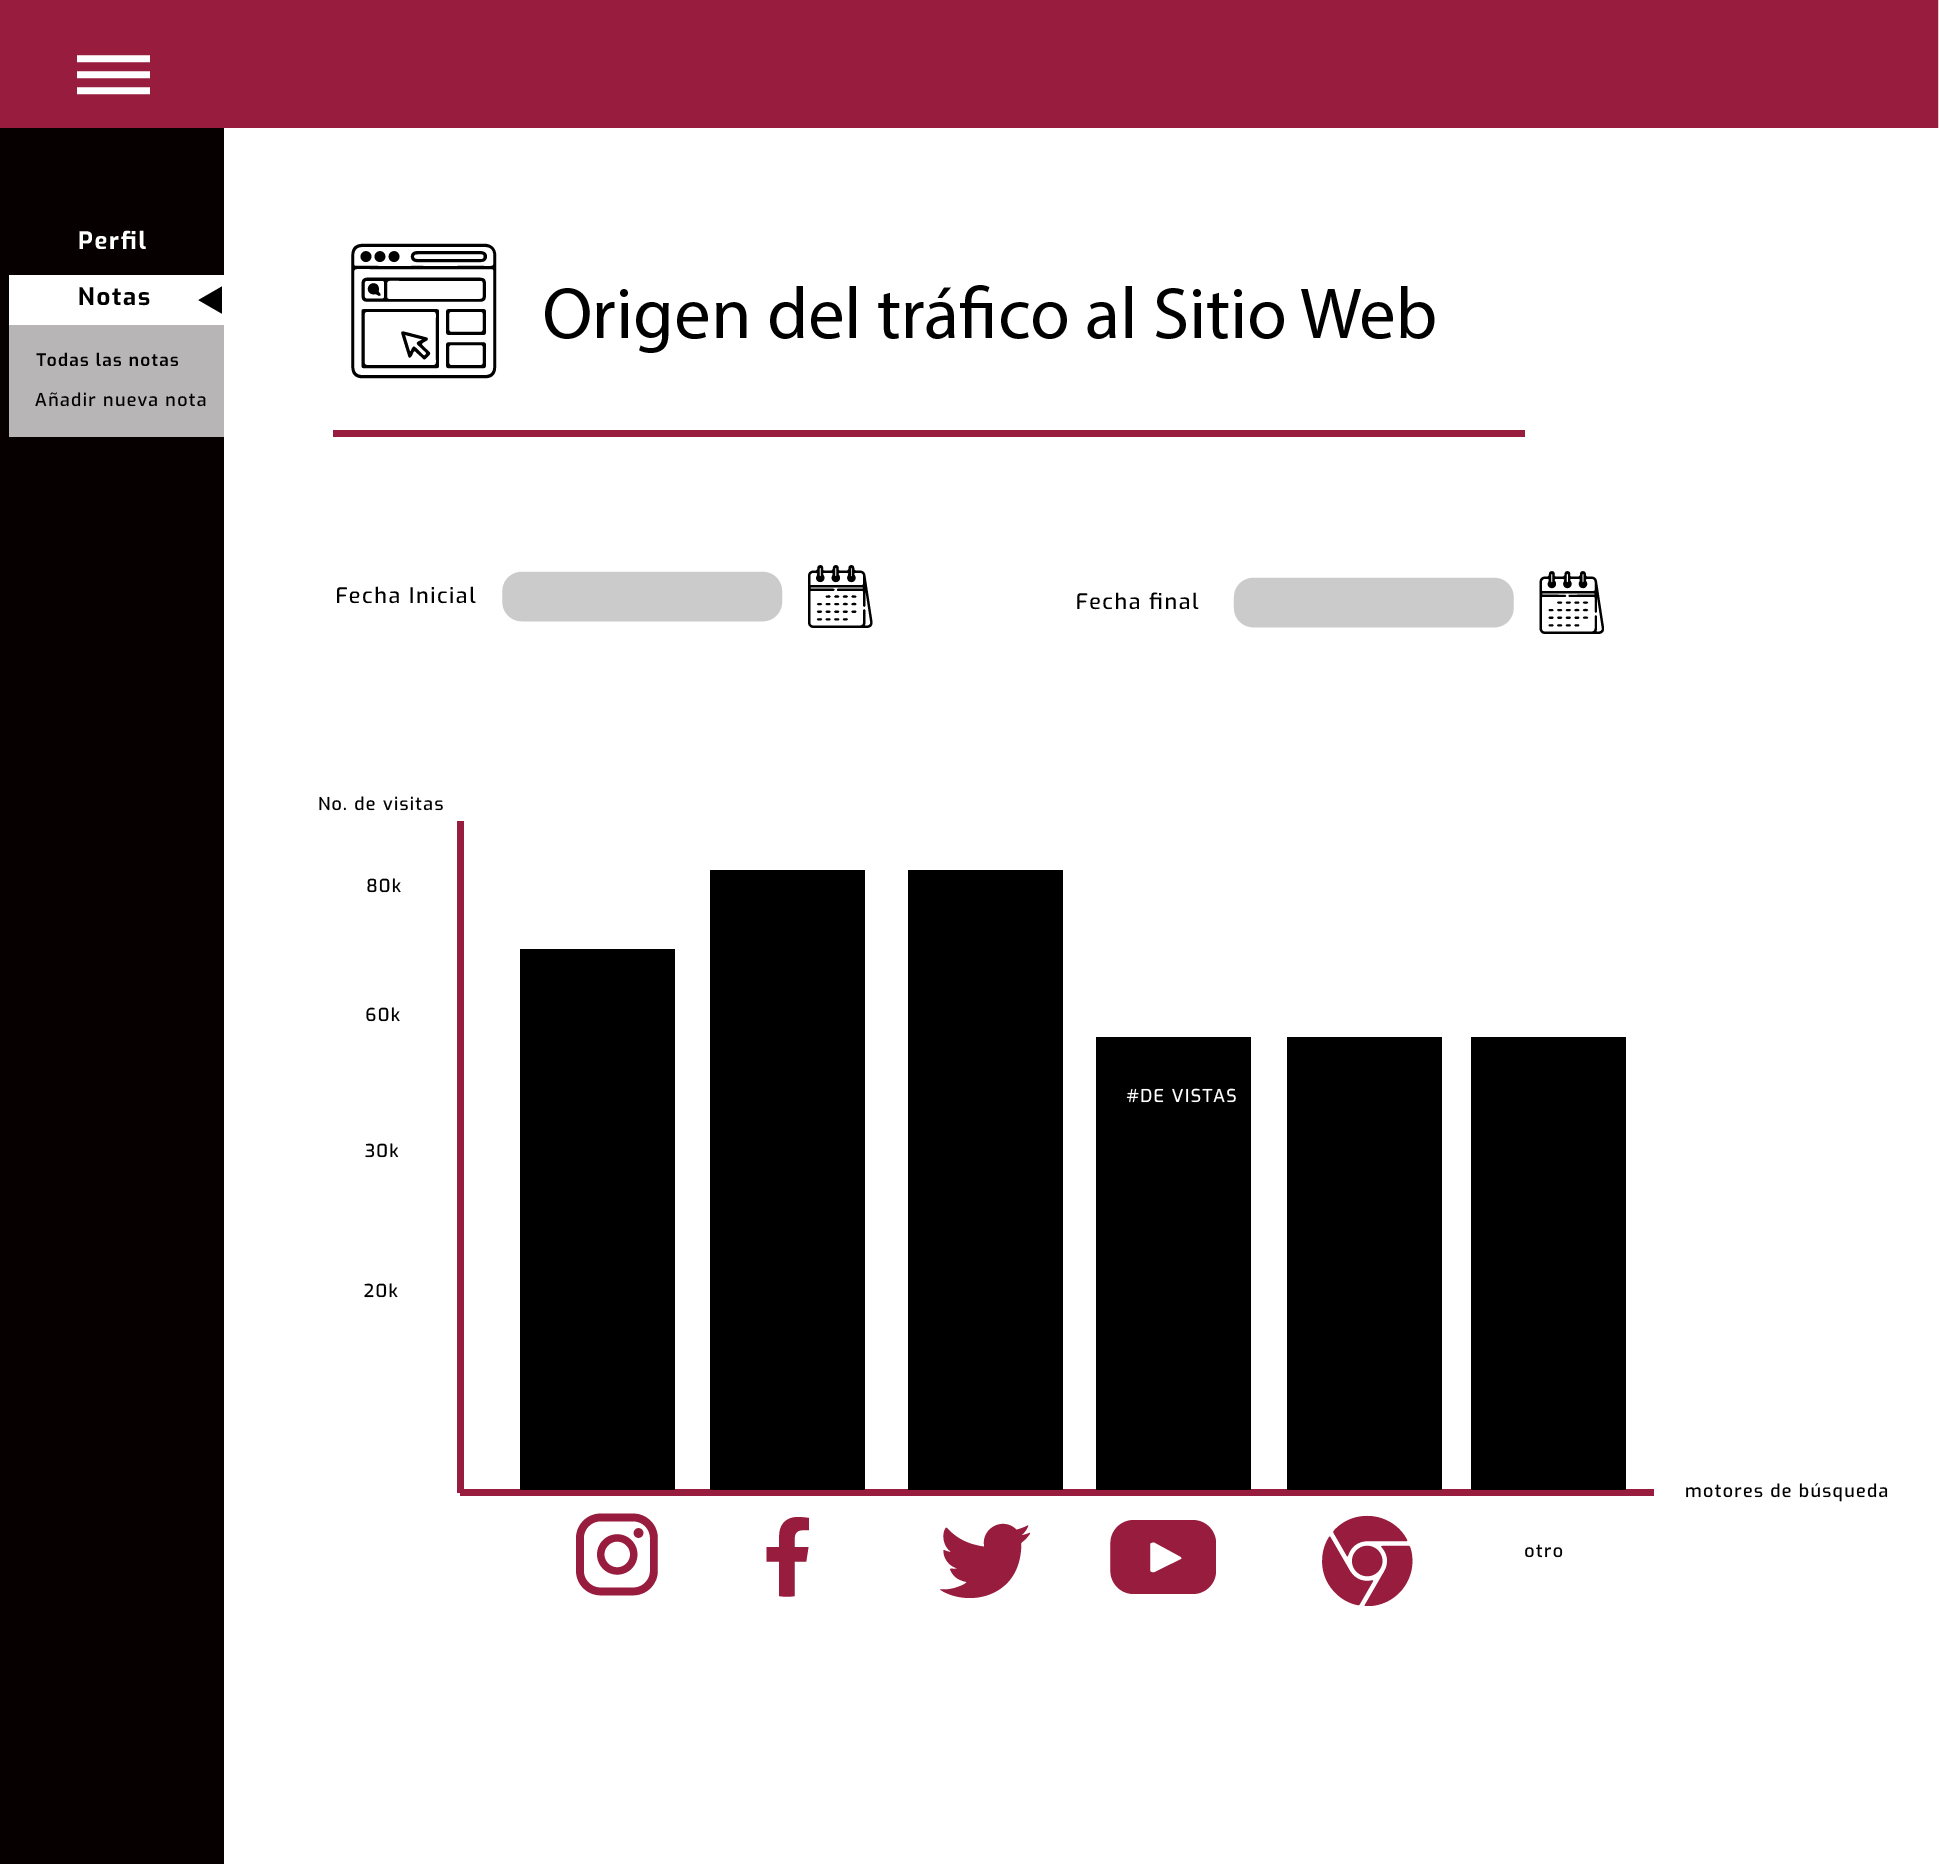 Perfil
Notas
Todas las notas
Añadir nueva nota
Origen del tráfico al Sitio Web
Fecha Inicial
Fecha final
No. de visitas
80k
60k
30k
20k
#DE VISTAS
motores de búsqueda
otro